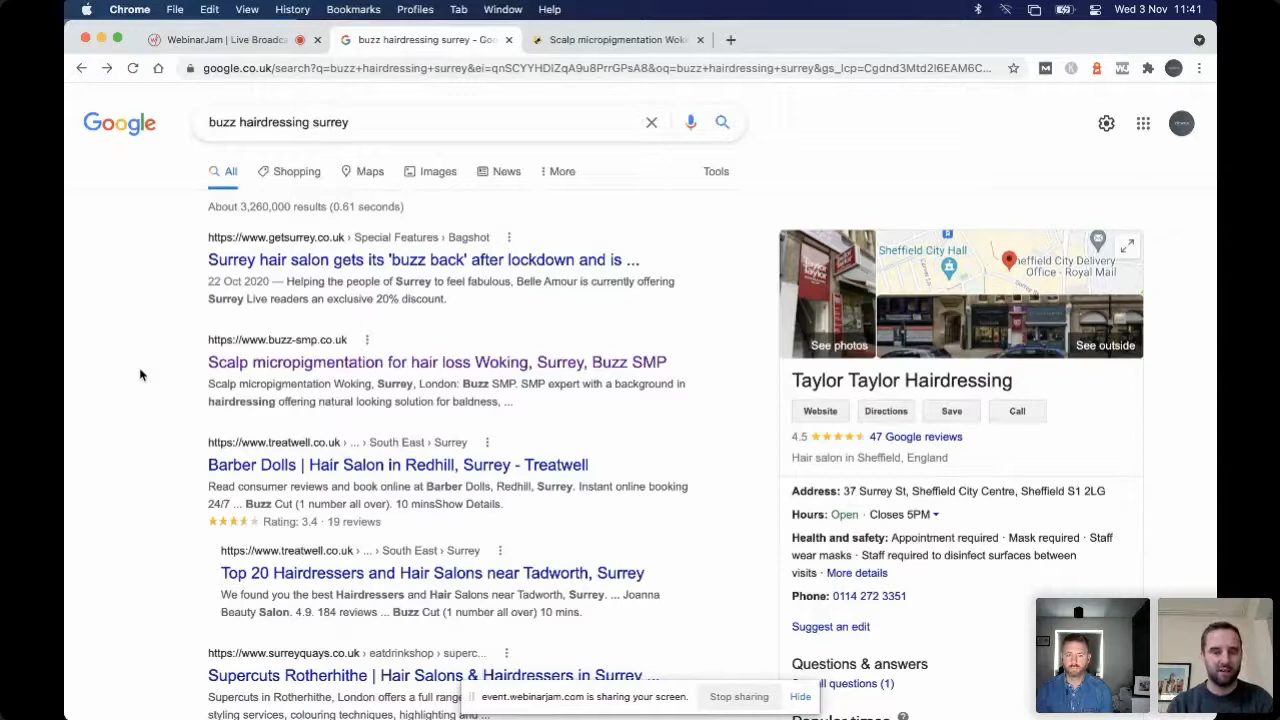 Chrome File Edit View History Bookmarks Profiles Tab Window Help Wed 3 Nov 11:41
WebinarJam | Live Broadca
buzz hairdressing surrey - Goo
Scalp micropigmentation Woki
google.co.uk/search?q=buzz+hairdressing+surrey&ei=qnSCYYHDIZqA9u8PrrGPsA8&oq=buzz+hairdressing+surrey&gs_lcp=Cgdnd3Mtd2l6EAM6C...
Google
buzz hairdressing surrey
All Shopping Maps Images News More Tools
About 3,260,000 results (0.61 seconds)
https://www.getsurrey.co.uk › Special Features › Bagshot
Surrey hair salon gets its 'buzz back' after lockdown and is ...
22 Oct 2020 — Helping the people of Surrey to feel fabulous, Belle Amour is currently offering
Surrey Live readers an exclusive 20% discount.
https://www.buzz-smp.co.uk
Scalp micropigmentation for hair loss Woking, Surrey, Buzz SMP
Scalp micropigmentation Woking, Surrey, London: Buzz SMP. SMP expert with a background in
hairdressing offering natural looking solution for baldness, ...
https://www.treatwell.co.uk › ... › South East › Surrey
Barber Dolls | Hair Salon in Redhill, Surrey - Treatwell
Read consumer reviews and book online at Barber Dolls, Redhill, Surrey. Instant online booking
24/7 ... Buzz Cut (1 number all over). 10 minsShow Details.
Rating: 3.4 · 19 reviews
https://www.treatwell.co.uk › ... › South East › Surrey
Top 20 Hairdressers and Hair Salons near Tadworth, Surrey
We found you the best Hairdressers and Hair Salons near Tadworth, Surrey. ... Joanna
Beauty Salon. 4.9. 184 reviews ... Buzz Cut (1 number all over) 10 mins.
https://www.surreyquays.co.uk › eatdrinkshop › superc...
Supercuts Rotherhithe | Hair Salons & Hairdressers in Surrey ...
Supercuts in Rotherhithe, London offers a full range
styling services, colouring techniques, highlighting and
Sheffield City Hall
Sheffield City Delivery
Office - Royal Mail
Taylor
Taylor
See photos
See outside
Taylor Taylor Hairdressing
Website Directions Save Call
4.5 47 Google reviews
Hair salon in Sheffield, England
Address: 37 Surrey St, Sheffield City Centre, Sheffield S1 2LG
Hours: Open · Closes 5PM
Health and safety: Appointment required · Mask required · Staff
wear masks · Staff required to disinfect surfaces between
visits · More details
Phone: 0114 272 3351
Suggest an edit
Questions & answers
all questions (1)
Popular times
event.webinarjam.com is sharing your screen. Stop sharing Hide